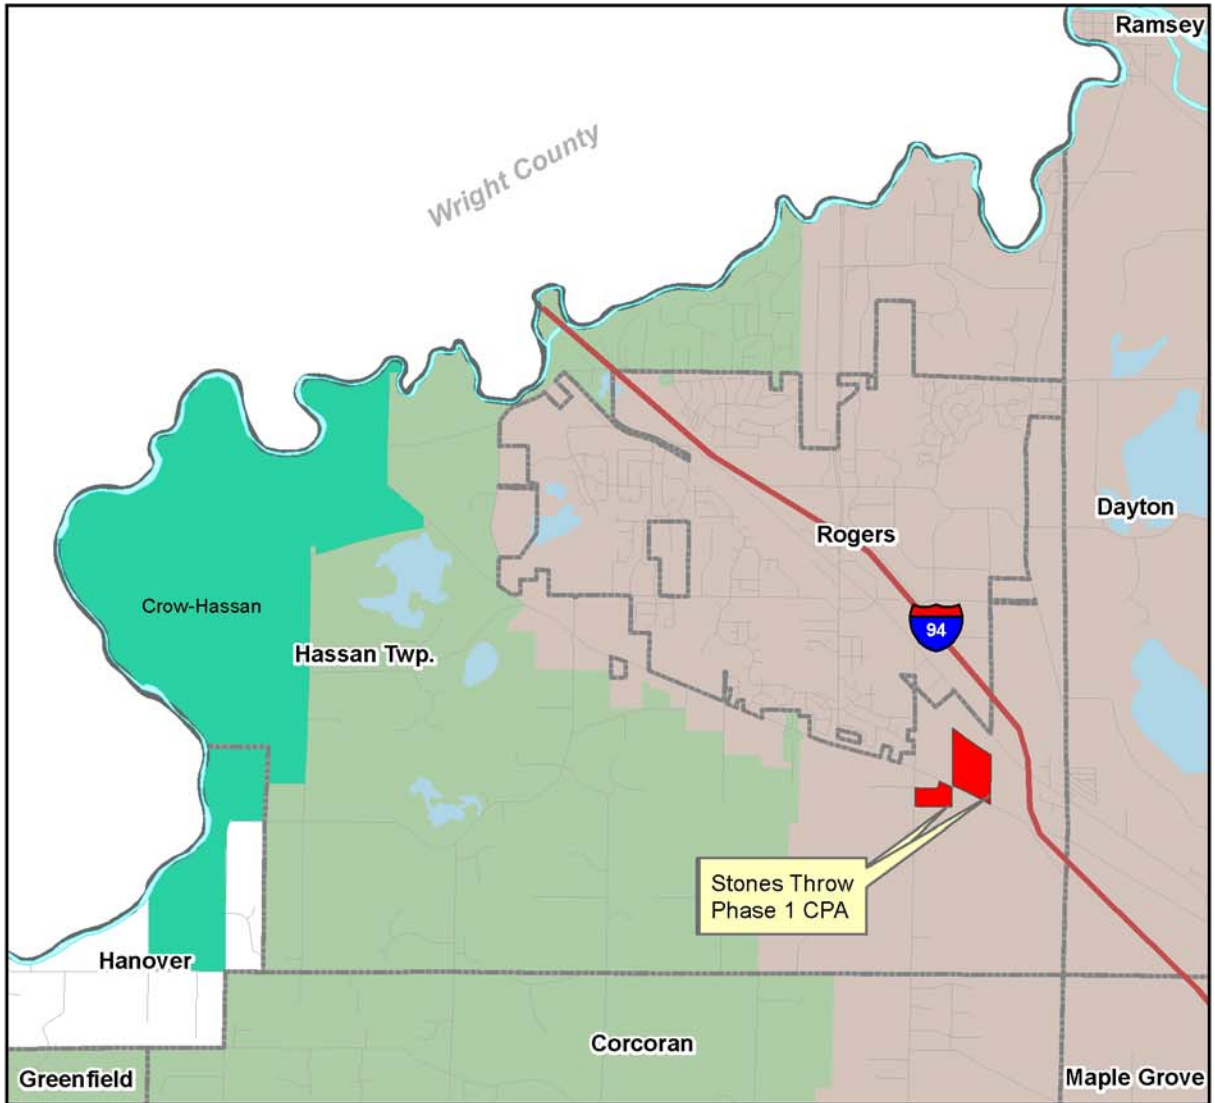 Ramsey
Wright County
Dayton
Rogers
94
Crow-Hassan
Hassan Twp.
Stones Throw
Phase 1 CPA
Hanover
Corcoran
Greenfield
Maple Grove